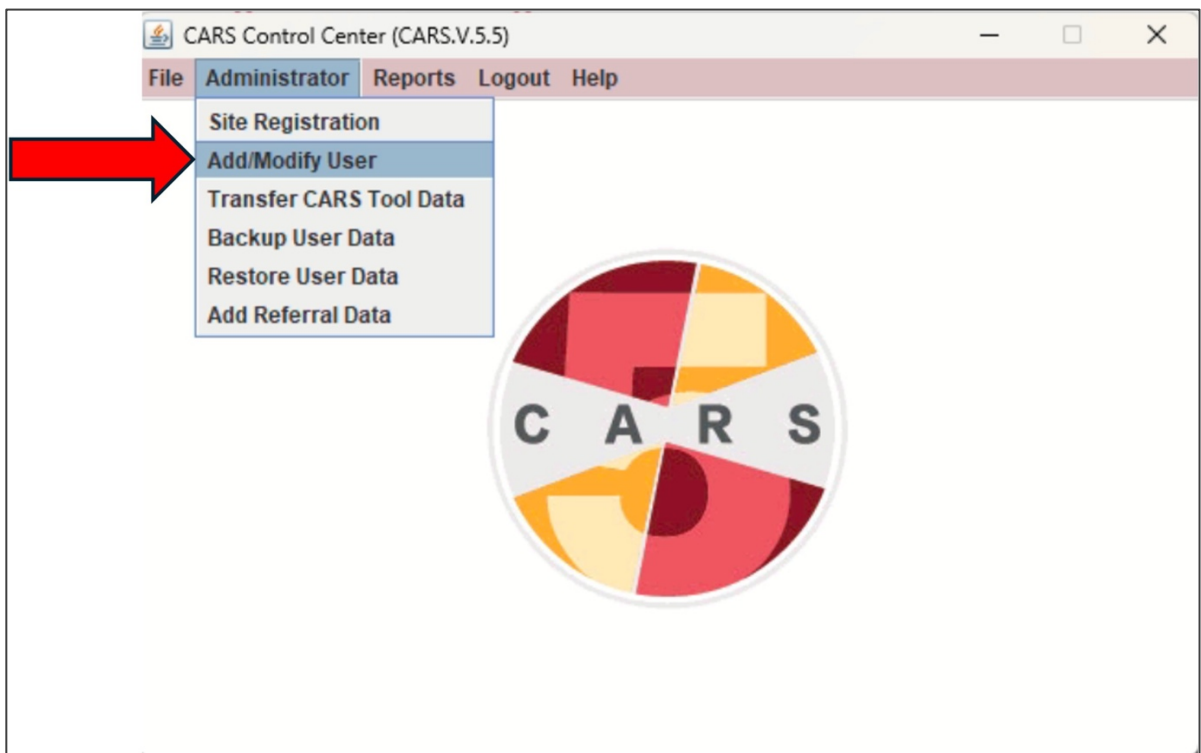 CARS Control Center (CARS.V.5.5)
File Administrator Reports Logout Help
Site Registration
Add/Modify User
Transfer CARS Tool Data
Backup User Data
Restore User Data
Add Referral Data
C A R S